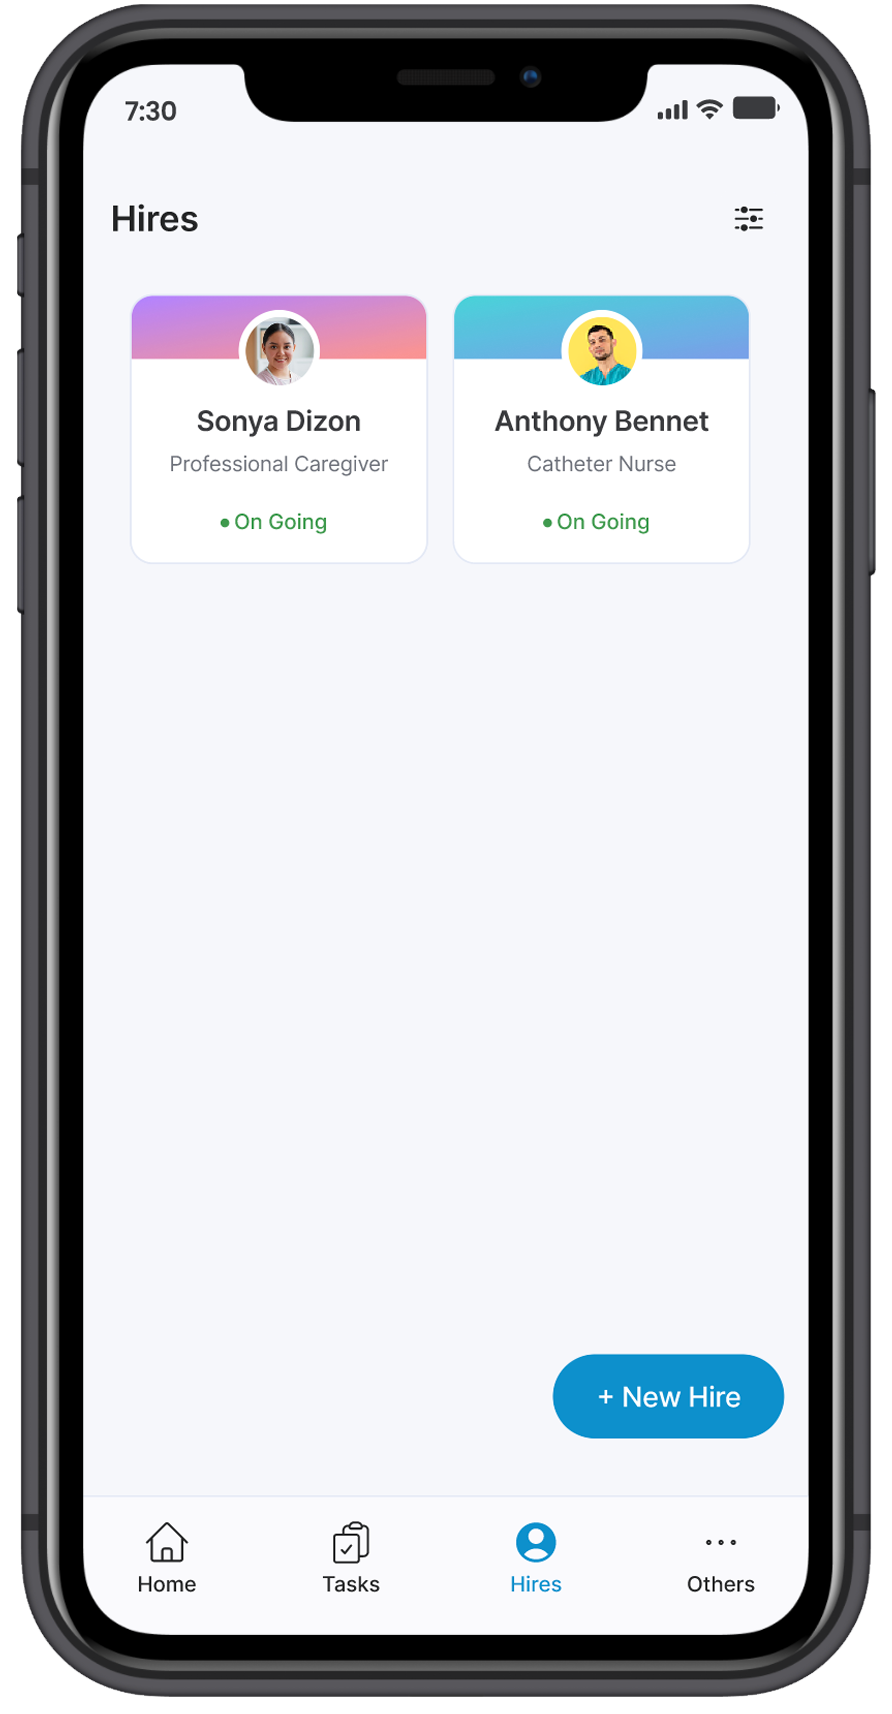 7:30
Hires
Sonya Dizon
Professional Caregiver
On Going
Anthony Bennet
Catheter Nurse
On Going
+ New Hire
Home
Tasks
Hires
Others